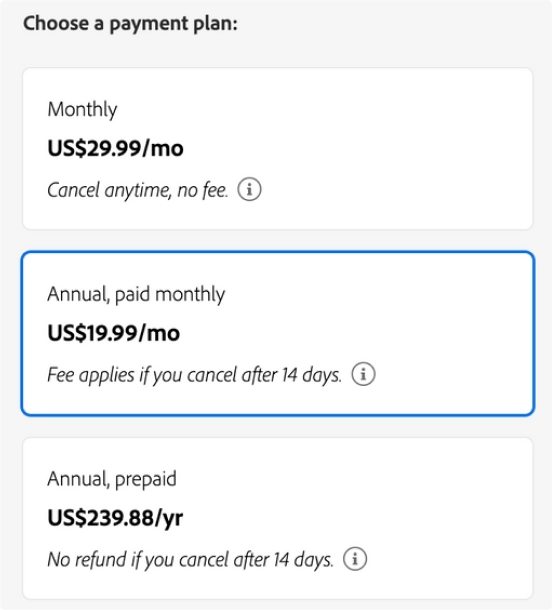 Choose a payment plan:
Monthly
US$29.99/mo
Cancel anytime, no fee.
Annual, paid monthly
US$19.99/mo
Fee applies if you cancel after 14 days.
Annual, prepaid
US$239.88/yr
No refund if you cancel after 14 days.